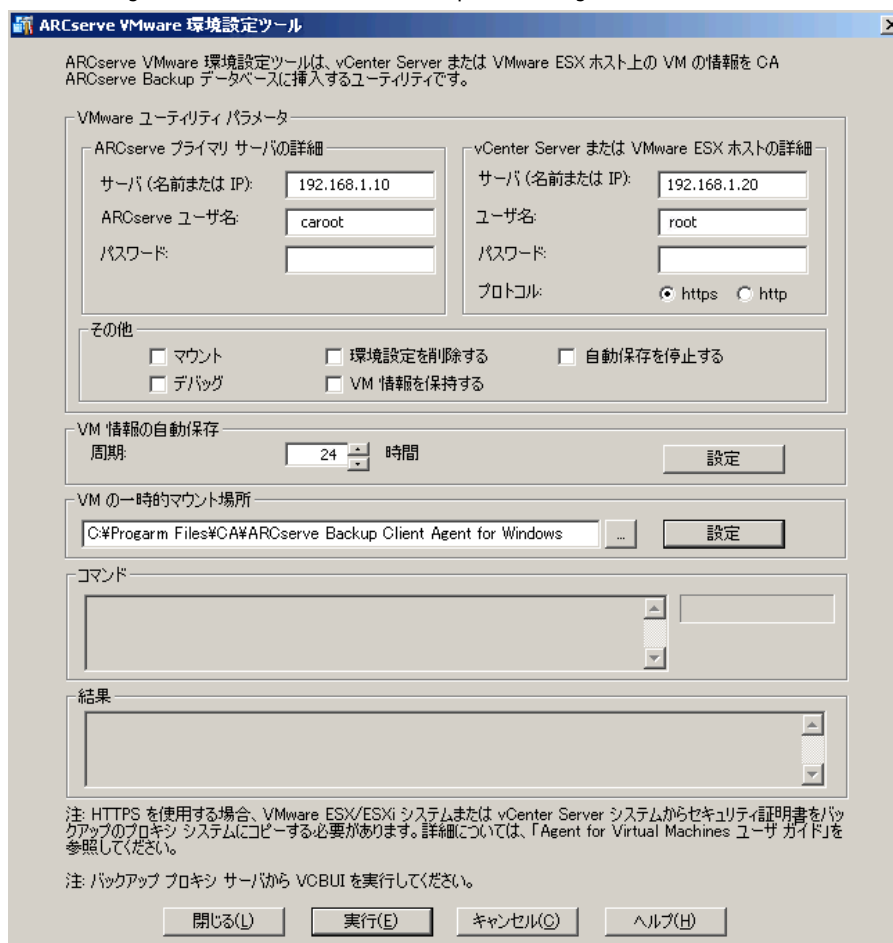 ARCserve VMware 環境設定ツール
ARCserve VMware 環境設定ツールは、vCenter Server または VMware ESX ホスト上の VM の情報を CA
ARCserve Backup データベースに挿入するユーティリティです。
VMware ユーティリティ パラメータ
ARCserve プライマリ サーバの詳細
サーバ (名前または IP): 192.168.1.10
ARCserve ユーザ名: caroot
パスワード:
vCenter Server または VMware ESX ホストの詳細
サーバ (名前または IP): 192.168.1.20
ユーザ名: root
パスワード:
プロトコル: https http
その他
マウント 環境設定を削除する 自動保存を停止する
デバッグ VM 情報を保持する
VM 情報の自動保存
周期: 24 時間 設定
VM の一時的マウント場所
C:¥Progarm Files¥CA¥ARCserve Backup Client Agent for Windows ... 設定
コマンド
結果
注: HTTPS を使用する場合、VMware ESX/ESXi システムまたは vCenter Server システムからセキュリティ証明書をバッ
クアップのプロキシ システムにコピーする必要があります。詳細については、「Agent for Virtual Machines ユーザ ガイド」を
参照してください。
注: バックアップ プロキシ サーバから VCBUI を実行してください。
閉じる(L) 実行(E) キャンセル(C) ヘルプ(H)